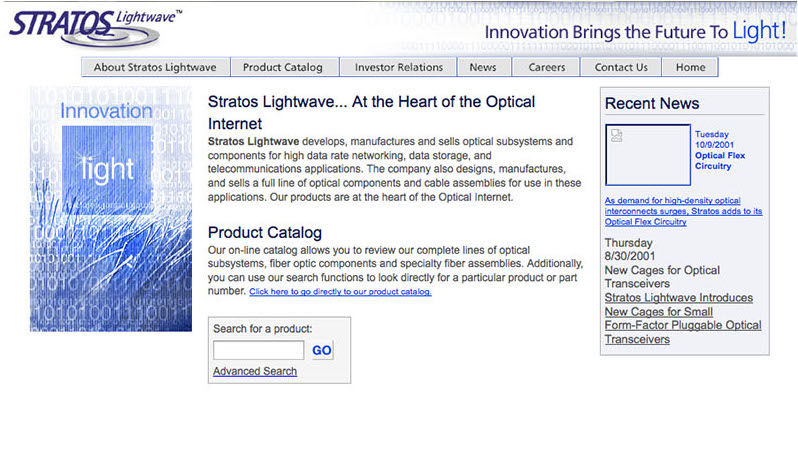 STRATOS Lightwave™
Innovation Brings the Future To Light!
About Stratos Lightwave
Product Catalog
Investor Relations
News
Careers
Contact Us
Home
Innovation
light
Stratos Lightwave... At the Heart of the Optical
Internet
Stratos Lightwave develops, manufactures and sells optical subsystems and
components for high data rate networking, data storage, and
telecommunications applications. The company also designs, manufactures,
and sells a full line of optical components and cable assemblies for use in these
applications. Our products are at the heart of the Optical Internet.
Product Catalog
Our on-line catalog allows you to review our complete lines of optical
subsystems, fiber optic components and specialty fiber assemblies. Additionally,
you can use our search functions to look directly for a particular product or part
number. Click here to go directly to our product catalog.
Search for a product:
GO
Advanced Search
Recent News
Tuesday
10/9/2001
Optical Flex
Circuitry
As demand for high-density optical
interconnects surges, Stratos adds to its
Optical Flex Circuitry
Thursday
8/30/2001
New Cages for Optical
Transceivers
Stratos Lightwave Introduces
New Cages for Small
Form-Factor Pluggable Optical
Transceivers